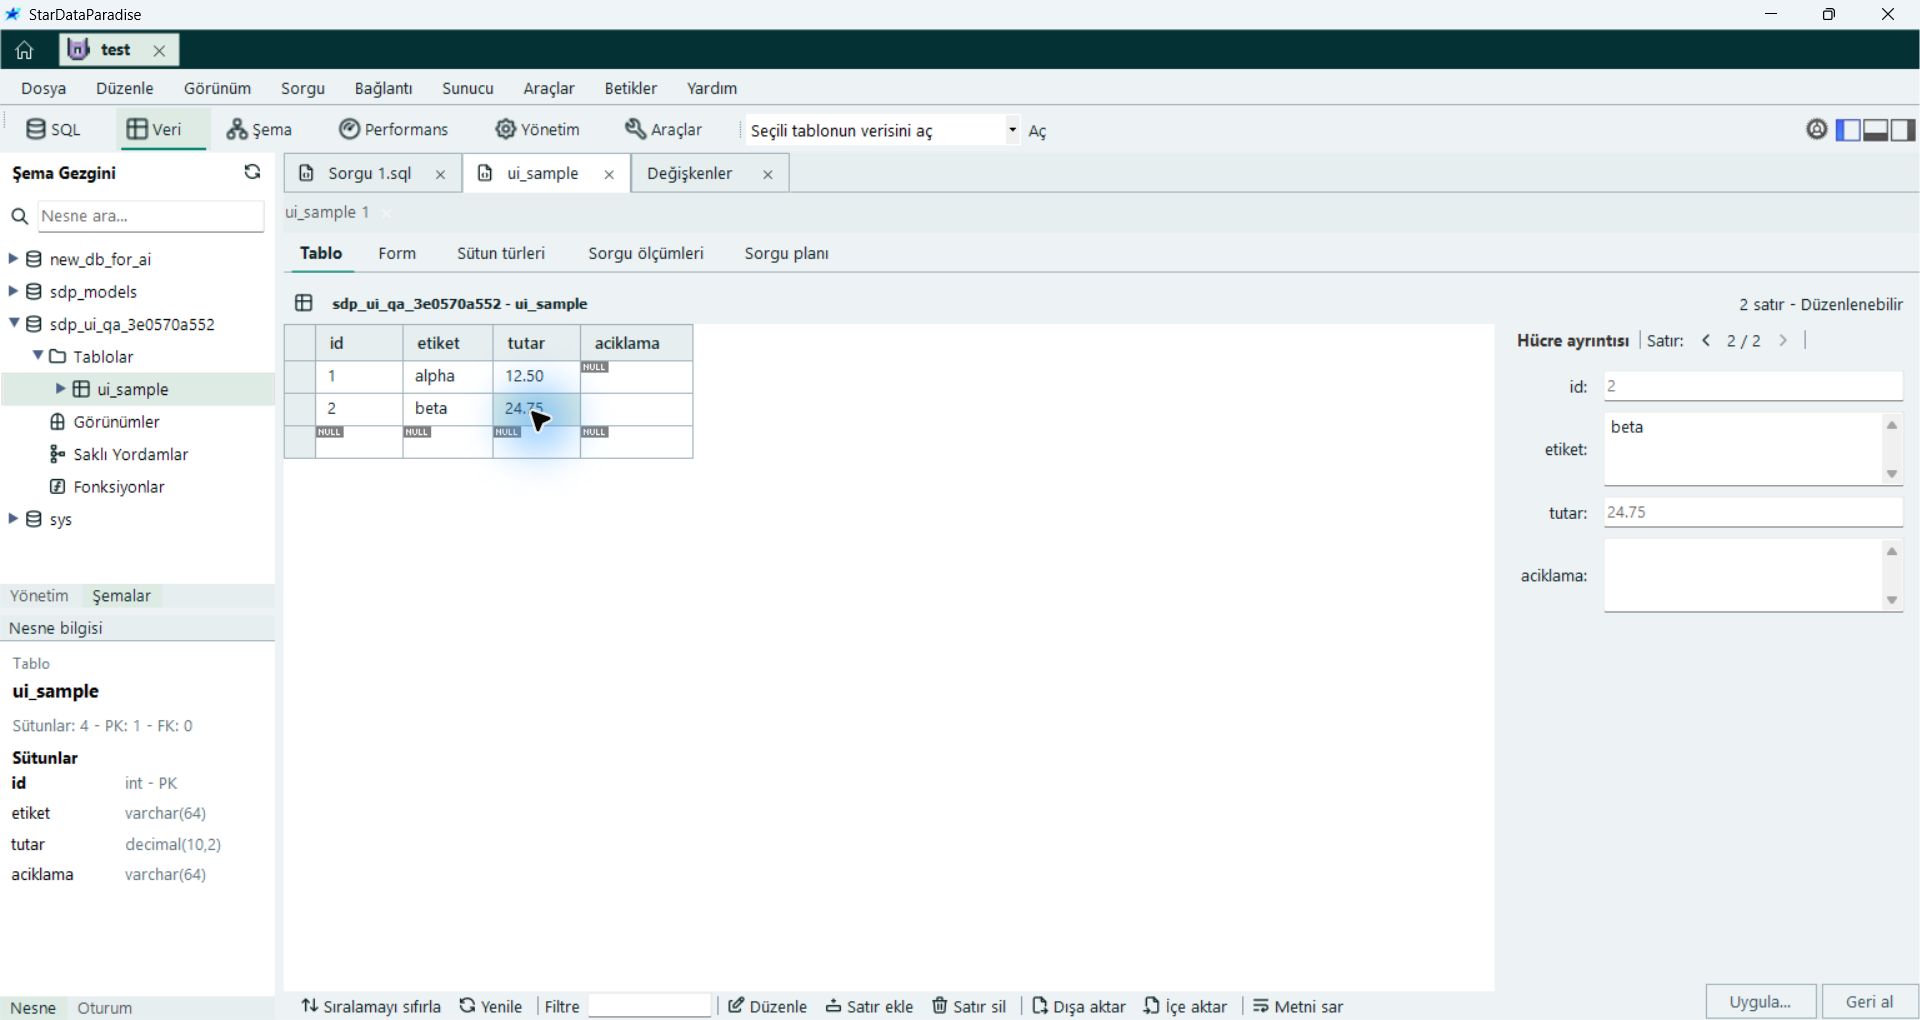 StarDataParadise
test
Dosya Düzenle Görünüm Sorgu Bağlantı Sunucu Araçlar Betikler Yardım
SQL Veri Şema Performans Yönetim Araçlar Seçili tablonun verisini aç Aç
Şema Gezgini
Nesne ara...
new_db_for_ai
sdp_models
sdp_ui_qa_3e0570a552
Tablolar
ui_sample
Görünümler
Saklı Yordamlar
Fonksiyonlar
sys
Yönetim Şemalar
Nesne bilgisi
Tablo
ui_sample
Sütunlar: 4 - PK: 1 - FK: 0
Sütunlar
id int - PK
etiket varchar(64)
tutar decimal(10,2)
aciklama varchar(64)
Nesne Oturum
Sorgu 1.sql ui_sample Değişkenler
ui_sample 1
Tablo Form Sütun türleri Sorgu ölçümleri Sorgu planı
sdp_ui_qa_3e0570a552 - ui_sample
2 satır - Düzenlenebilir
id etiket tutar aciklama
1 alpha 12.50 NULL
2 beta 24.75
NULL NULL NULL NULL
Hücre ayrıntısı Satır: 2 / 2
id: 2
etiket: beta
tutar: 24.75
aciklama:
Sıralamayı sıfırla Yenile Filtre Düzenle Satır ekle Satır sil Dışa aktar İçe aktar Metni sar
Uygula... Geri al